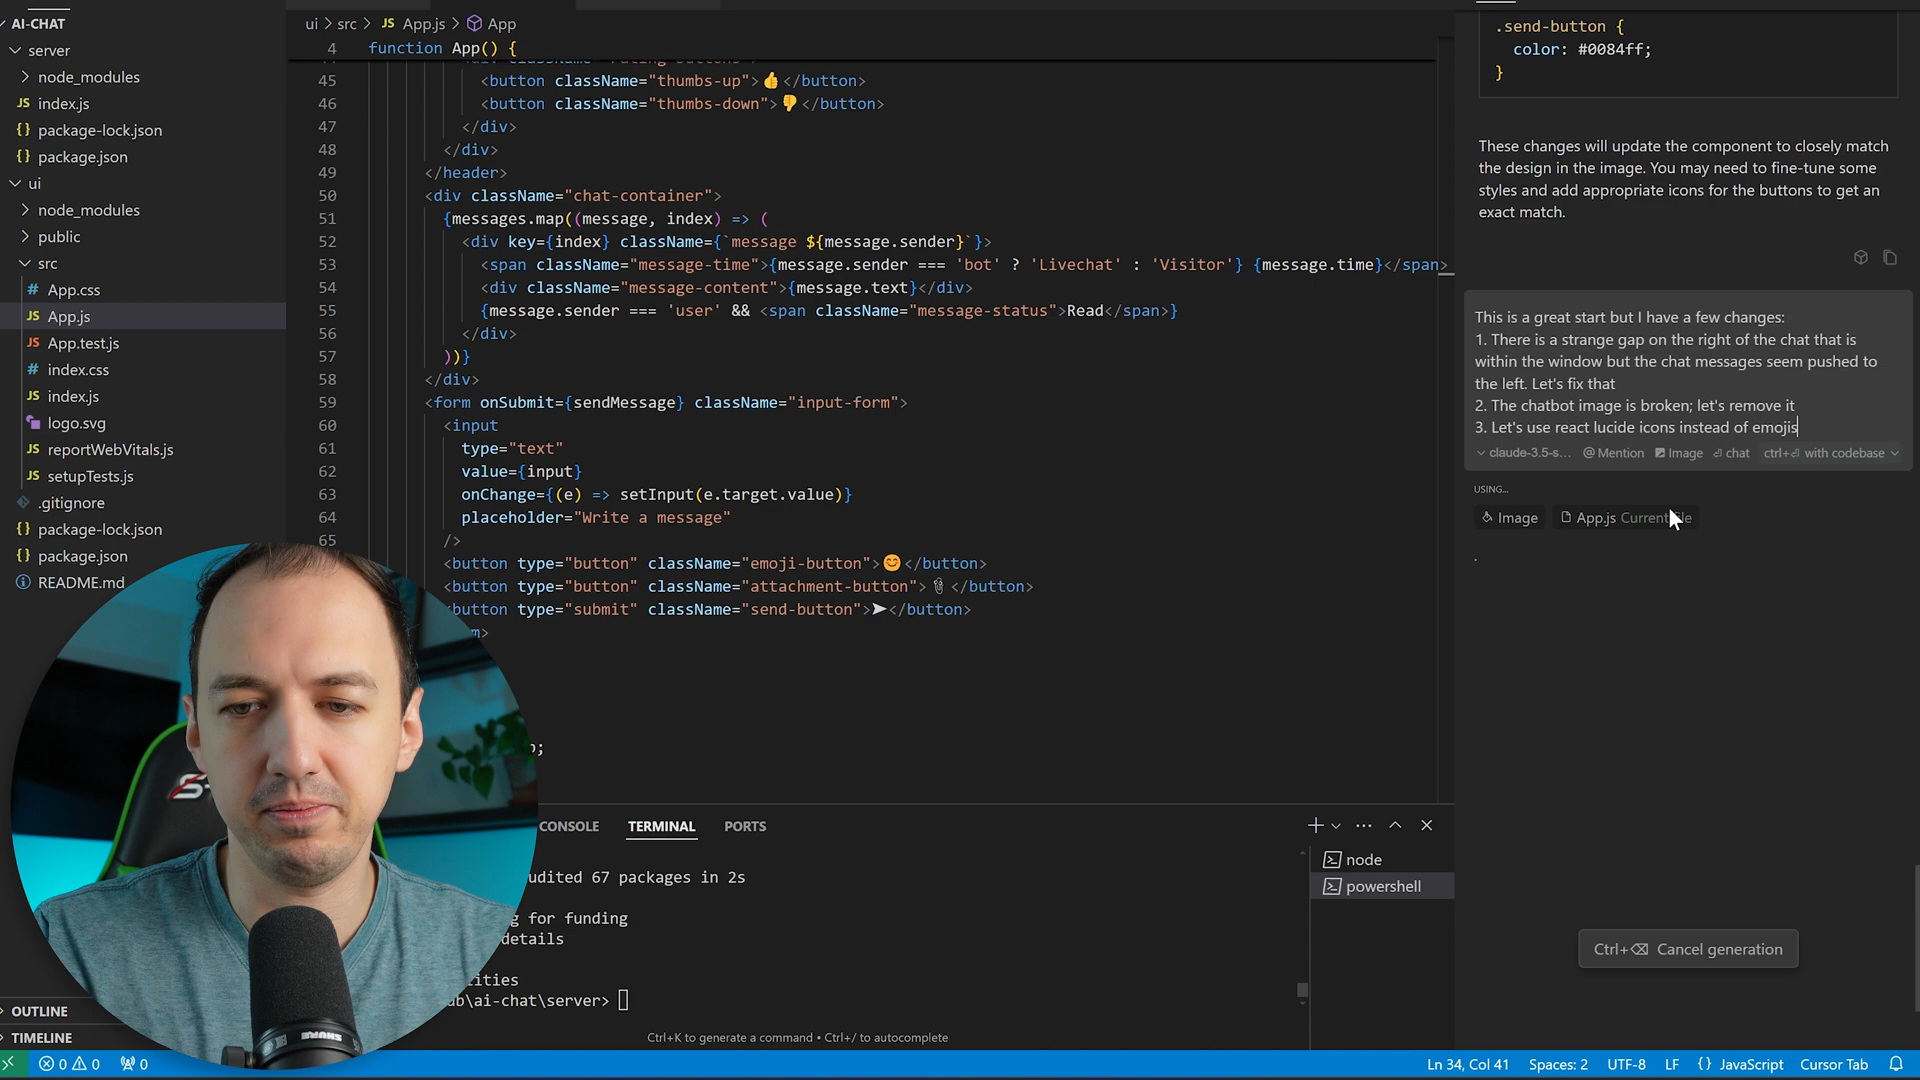 AI-CHAT
server
node_modules
index.js
package-lock.json
package.json
ui
node_modules
public
src
App.css
App.js
App.test.js
index.css
index.js
logo.svg
reportWebVitals.js
setupTests.js
.gitignore
package-lock.json
package.json
README.md
OUTLINE
TIMELINE
ui > src > JS App.js > App
4 function App() {
45 <button className="thumbs-up">👍</button>
46 <button className="thumbs-down">👎</button>
47 </div>
48 </div>
49 </header>
50 <div className="chat-container">
51 {messages.map((message, index) => (
52 <div key={index} className={`message ${message.sender}`}>
53 <span className="message-time">{message.sender === 'bot' ? 'Livechat' : 'Visitor'} {message.time}</span>
54 <div className="message-content">{message.text}</div>
55 {message.sender === 'user' && <span className="message-status">Read</span>}
56 </div>
57 ))}
58 </div>
59 <form onSubmit={sendMessage} className="input-form">
60 <input
61 type="text"
62 value={input}
63 onChange={(e) => setInput(e.target.value)}
64 placeholder="Write a message"
65 />
<button type="button" className="emoji-button">😊</button>
<button type="button" className="attachment-button">📎</button>
<button type="submit" className="send-button">➤</button>
m>
;
CONSOLE TERMINAL PORTS
udited 67 packages in 2s
g for funding
details
ities
ub\ai-chat\server>
Ctrl+K to generate a command • Ctrl+/ to autocomplete
node
powershell
.send-button {
color: #0084ff;
}
These changes will update the component to closely match
the design in the image. You may need to fine-tune some
styles and add appropriate icons for the buttons to get an
exact match.
This is a great start but I have a few changes:
1. There is a strange gap on the right of the chat that is
within the window but the chat messages seem pushed to
the left. Let's fix that
2. The chatbot image is broken; let's remove it
3. Let's use react lucide icons instead of emojis
claude-3.5-s... @ Mention Image ⏎ chat ctrl+⏎ with codebase
USING...
Image App.js Current
.
Ctrl+⌫ Cancel generation
0 0 0 Ln 34, Col 41 Spaces: 2 UTF-8 LF {} JavaScript Cursor Tab
SHURE